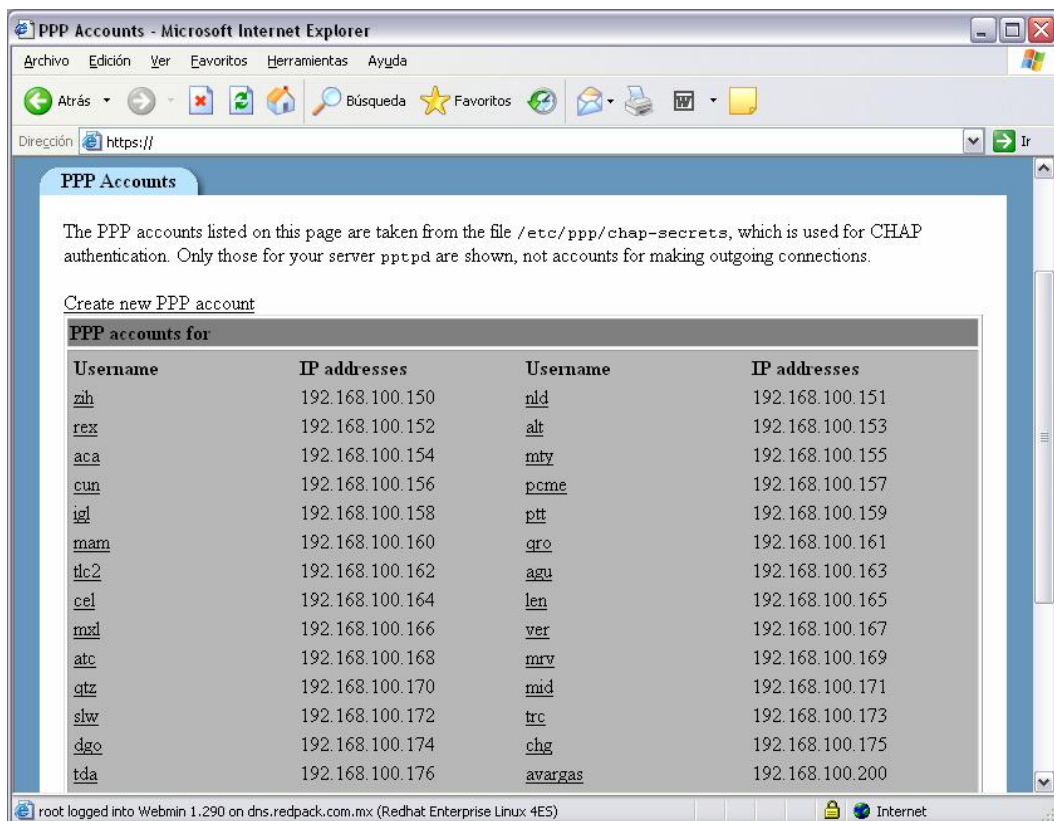 PPP Accounts - Microsoft Internet Explorer
Archivo Edición Ver Favoritos Herramientas Ayuda
Atrás Búsqueda Favoritos
Dirección https:// Ir
PPP Accounts
The PPP accounts listed on this page are taken from the file /etc/ppp/chap-secrets, which is used for CHAP
authentication. Only those for your server pptpd are shown, not accounts for making outgoing connections.
Create new PPP account
PPP accounts for
Username IP addresses Username IP addresses
zih 192.168.100.150 nld 192.168.100.151
rex 192.168.100.152 alt 192.168.100.153
aca 192.168.100.154 mty 192.168.100.155
cun 192.168.100.156 pcme 192.168.100.157
igl 192.168.100.158 ptt 192.168.100.159
mam 192.168.100.160 qro 192.168.100.161
tlc2 192.168.100.162 agu 192.168.100.163
cel 192.168.100.164 len 192.168.100.165
mxl 192.168.100.166 ver 192.168.100.167
atc 192.168.100.168 mrv 192.168.100.169
qtz 192.168.100.170 mid 192.168.100.171
slw 192.168.100.172 trc 192.168.100.173
dgo 192.168.100.174 chg 192.168.100.175
tda 192.168.100.176 avargas 192.168.100.200
root logged into Webmin 1.290 on dns.redpack.com.mx (Redhat Enterprise Linux 4ES) Internet